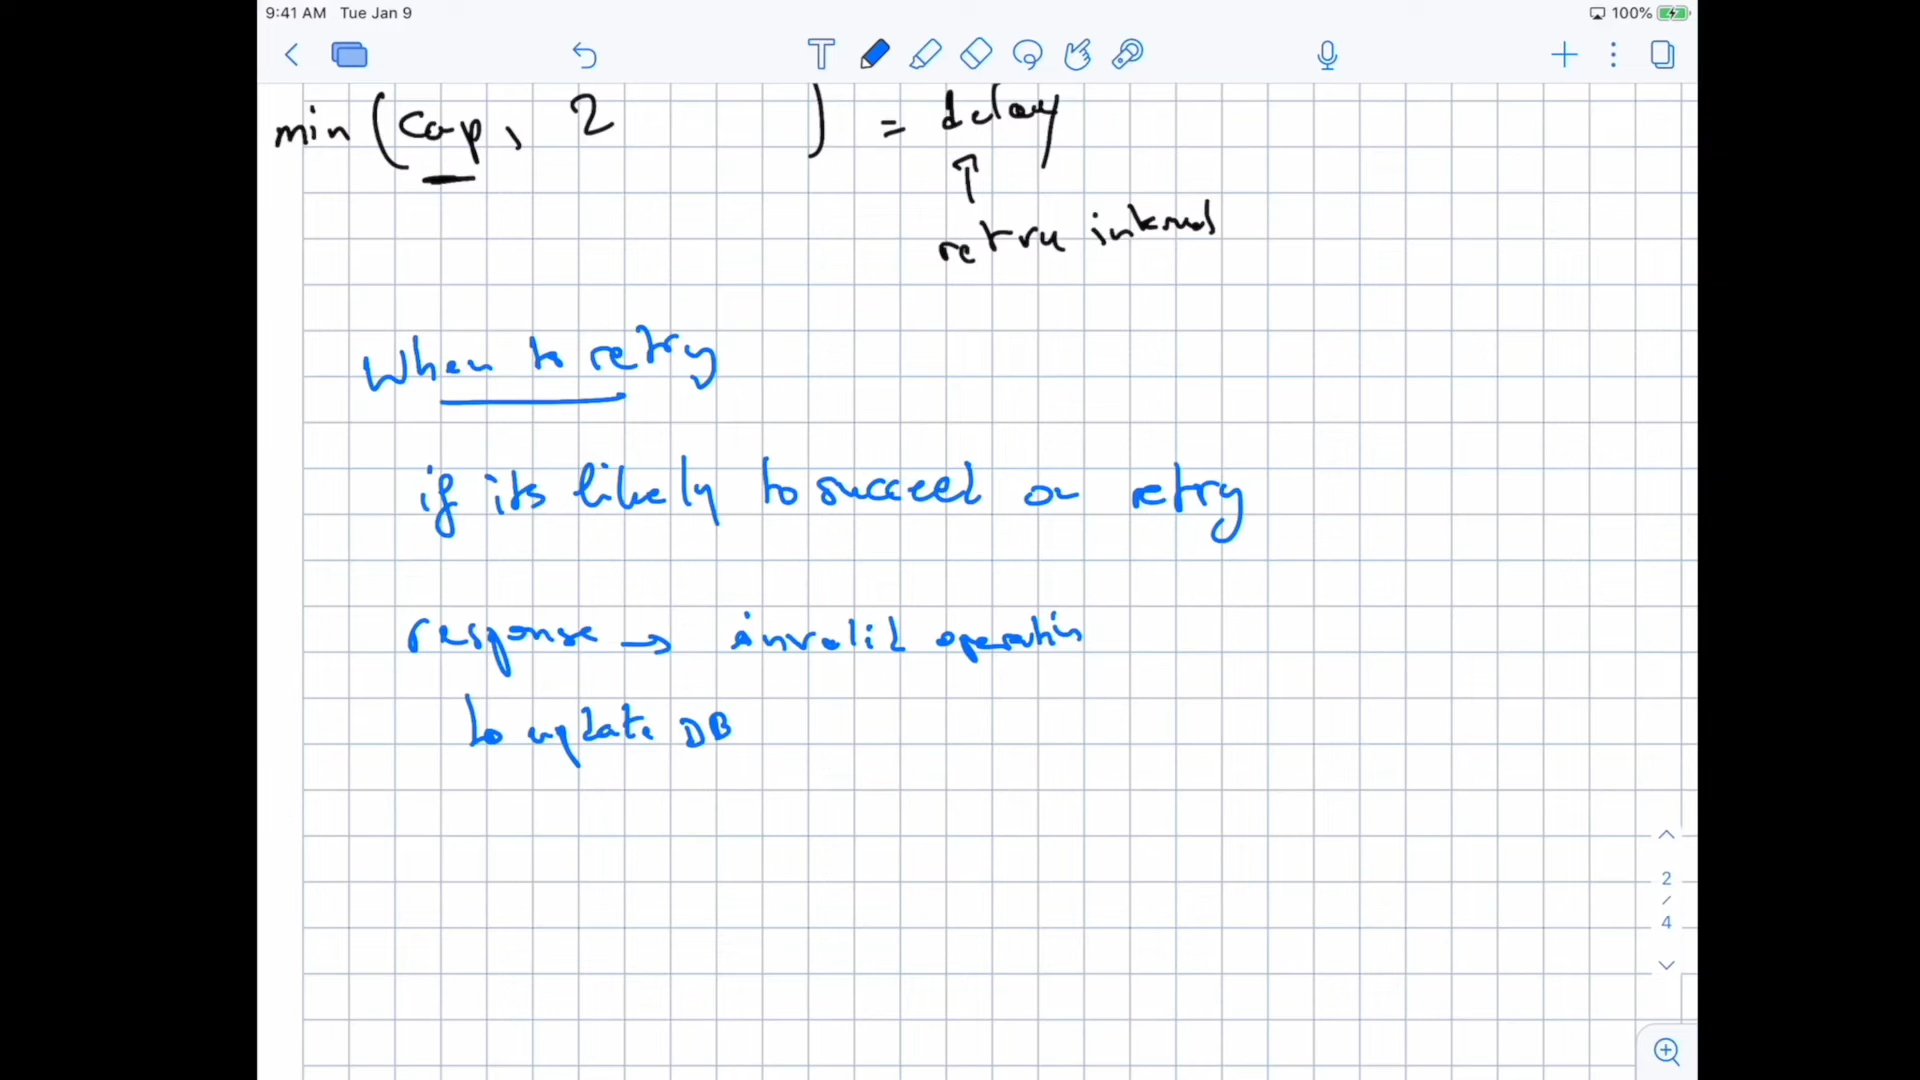 9:41 AM Tue Jan 9
100%
min (cap, 2 ) = delay
↑
retry interval
When to retry
if its likely to succeed on retry
response → invalid operation
to update DB
2
/
4